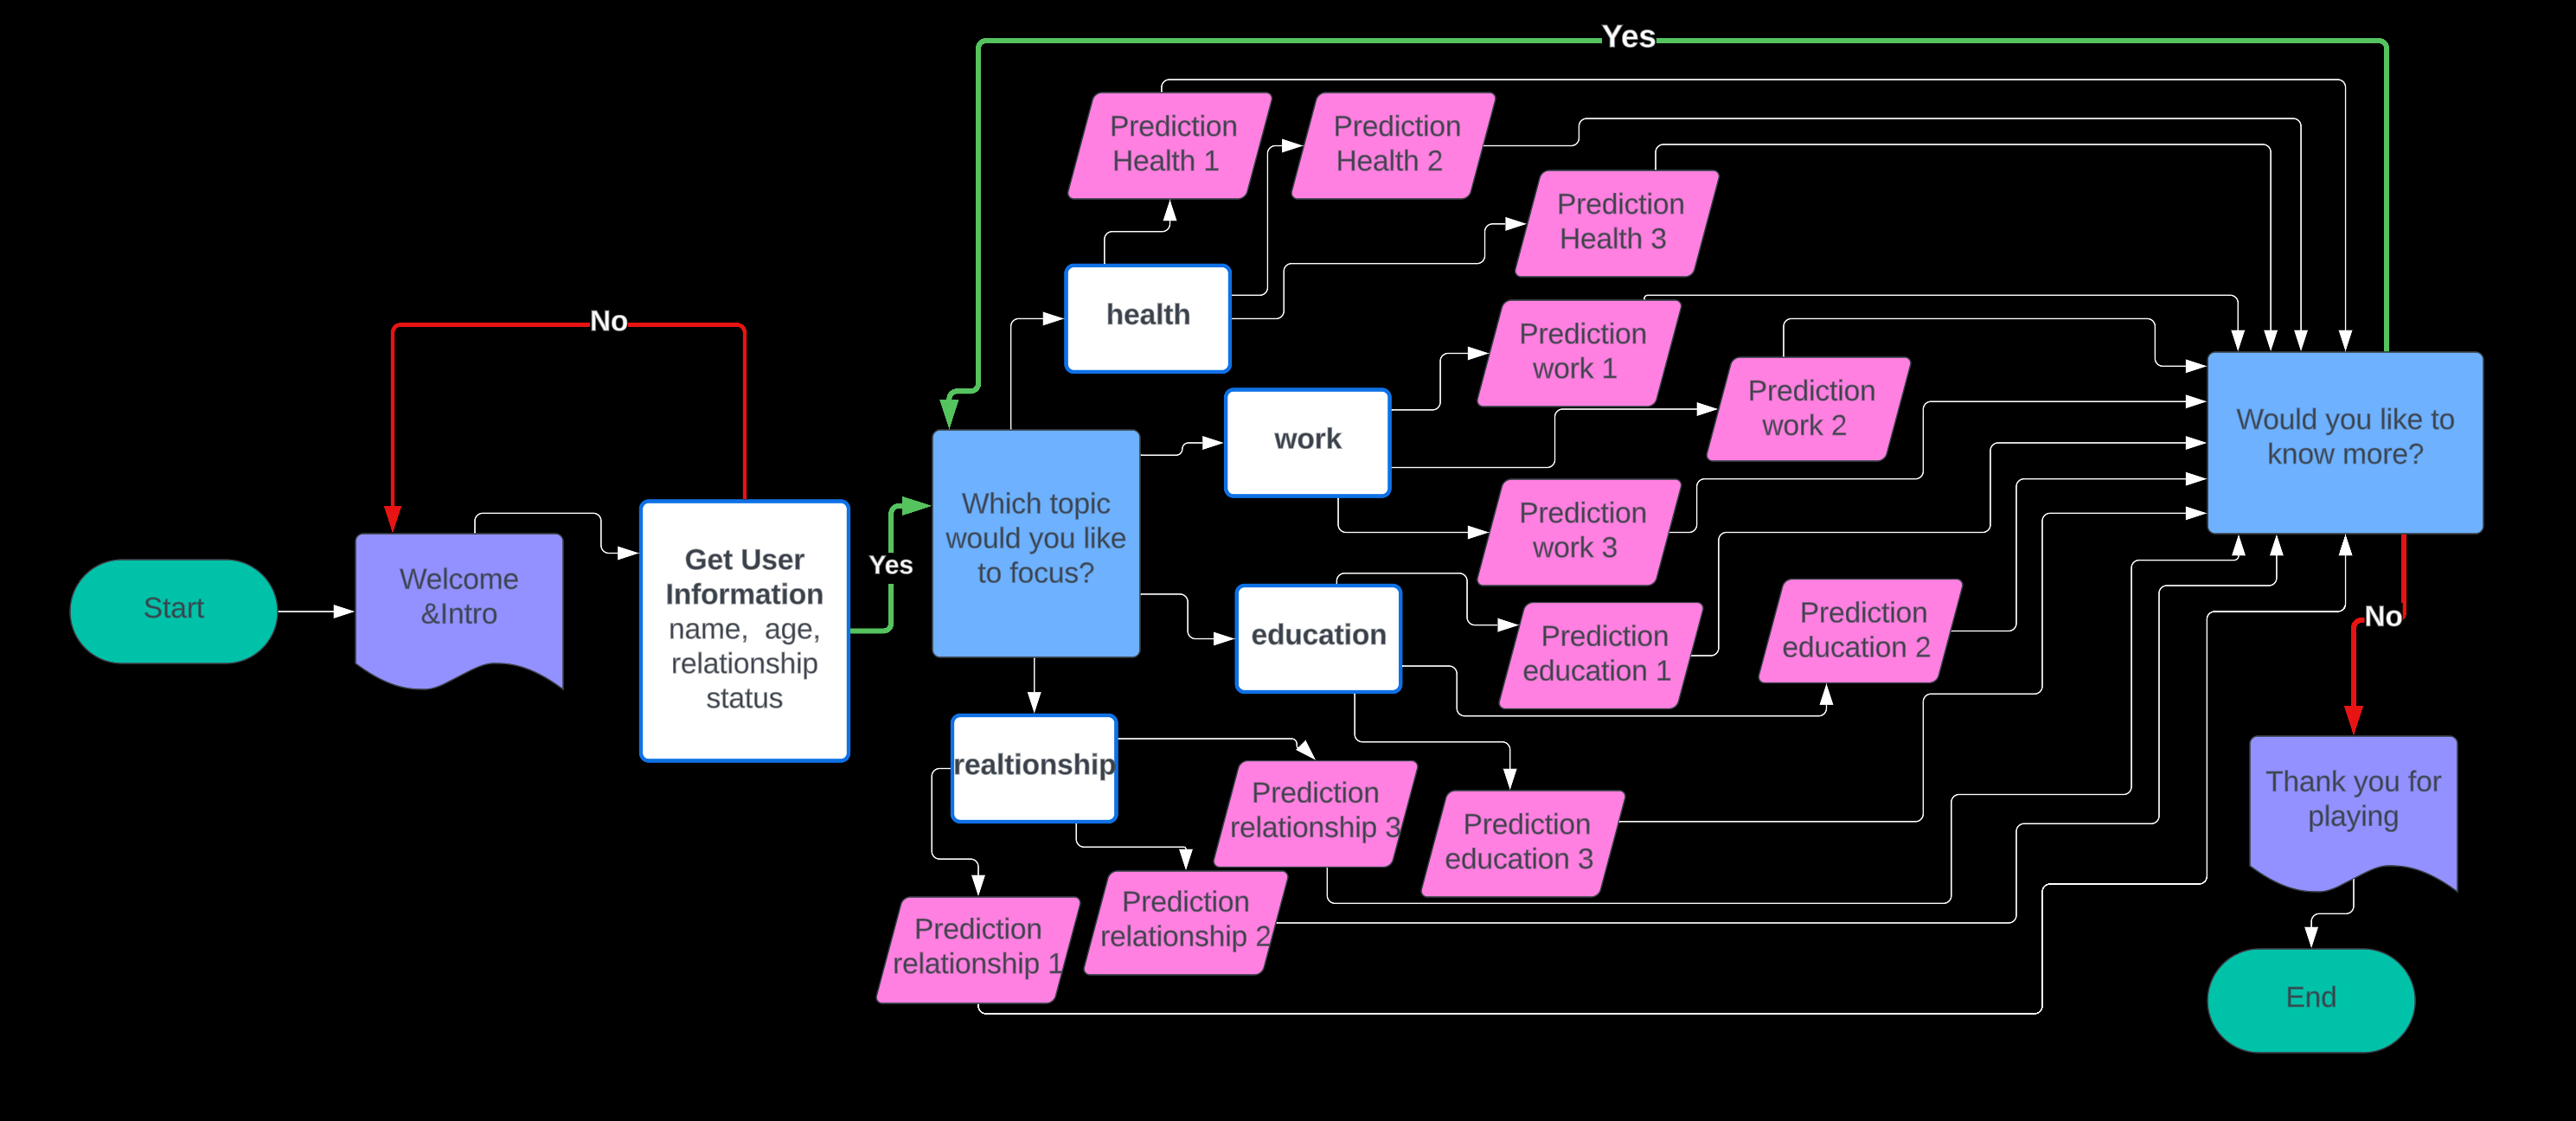 Yes
Prediction
Health 1
Prediction
Health 2
Prediction
Health 3
health
No
Prediction
work 1
Prediction
work 2
work
Would you like to
know more?
Which topic
would you like
to focus?
Prediction
work 3
Get User
Information
name,  age,
relationship
status
Yes
Welcome
&Intro
Start
education
Prediction
education 1
Prediction
education 2
No
realtionship
Prediction
relationship 3
Prediction
education 3
Thank you for
playing
Prediction
relationship 2
Prediction
relationship 1
End